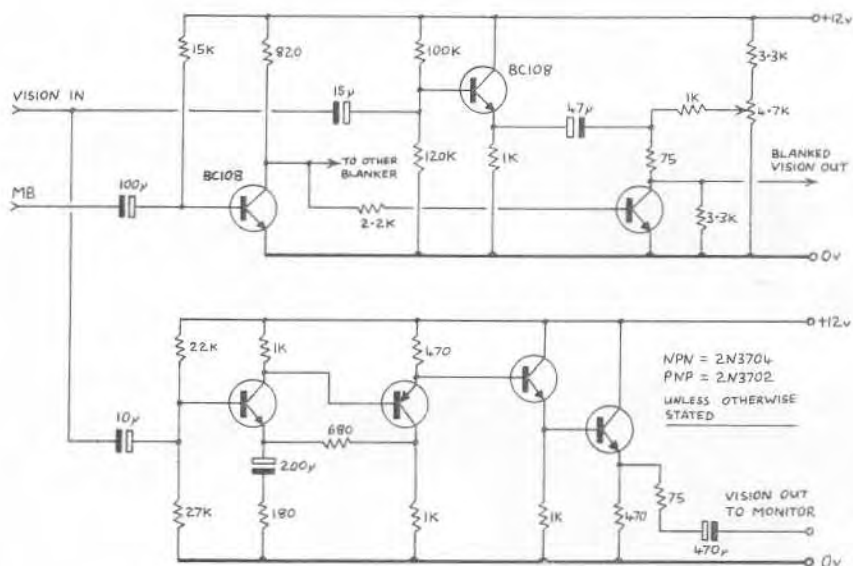 +12v
15K
820
100K
BC108
3.3K
VISION IN
15µ
47µ
1K
4.7K
TO OTHER
BLANKER
120K
1K
75
BLANKED
VISION OUT
MB
100µ
BC108
2.2K
3.3K
0v
+12v
22K
1K
470
NPN = 2N3704
PNP = 2N3702
UNLESS OTHERWISE
STATED
10µ
680
200µ
27K
180
1K
1K
470
75
VISION OUT
TO MONITOR
470µ
0v